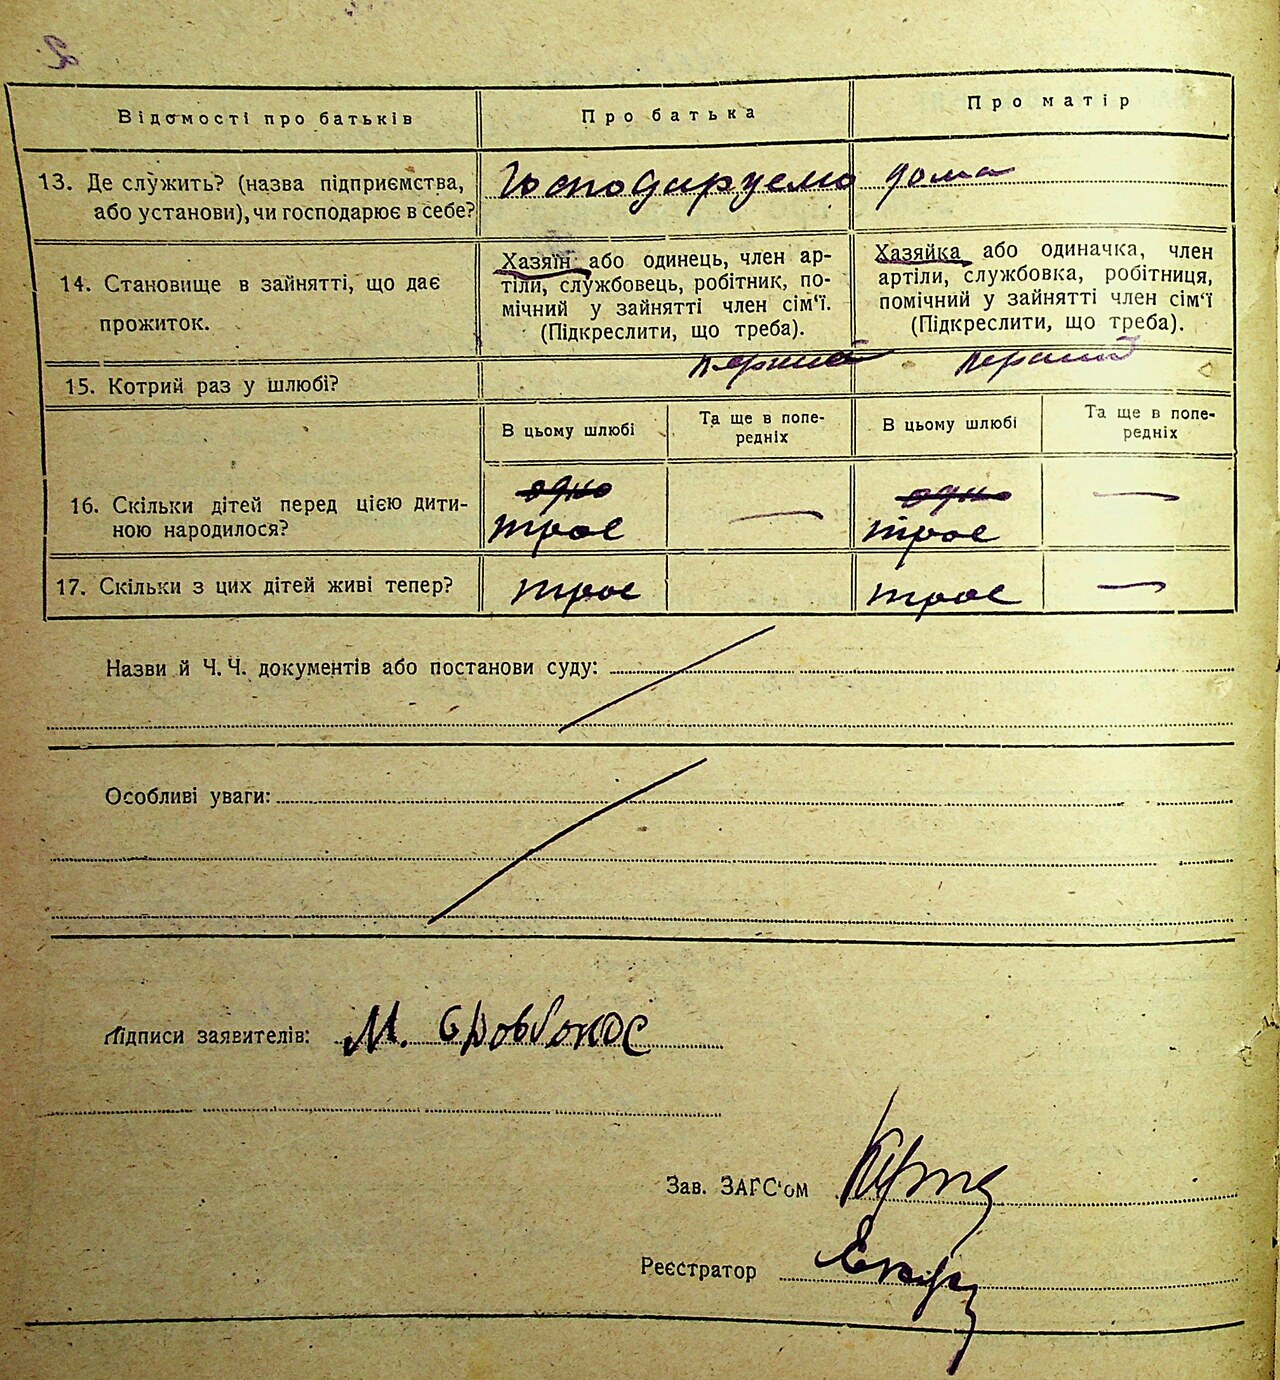 Відомості про батьків Про батька Про матір
13. Де служить? (назва підприємства, або установи), чи господарює в себе?
Господируемо дома
14. Становище в зайнятті, що дає прожиток.
Хазяїн або одинець, член ар-
тіли, службовець, робітник, по-
мічний у зайнятті член сім'ї.
(Підкреслити, що треба).
Хазяйка або одиначка, член
артіли, службовка, робітниця,
помічний у зайнятті член сім'ї
(Підкреслити, що треба).
15. Котрий раз у шлюбі?
первий первий
В цьому шлюбі
Та ще в попе-
редніх
В цьому шлюбі
Та ще в попе-
редніх
16. Скільки дітей перед цією дити-
ною народилося?
одно — одно —
троє троє
17. Скільки з цих дітей живі тепер?
троє троє —
Назви й Ч. Ч. документів або постанови суду:
Особливі уваги:
Підписи заявителів: М.
Зав. ЗАГС'ом
Реєстратор